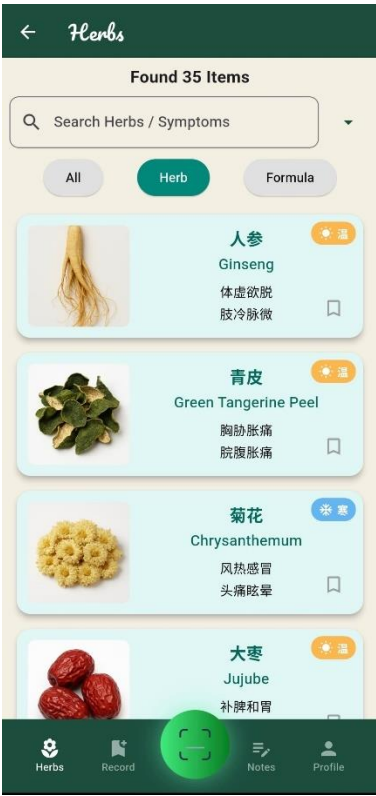 Herbs
Found 35 Items
Search Herbs / Symptoms
All
Herb
Formula
人参
温
Ginseng
体虚欲脱
肢冷脉微
青皮
温
Green Tangerine Peel
胸胁胀痛
脘腹胀痛
菊花
寒
Chrysanthemum
风热感冒
头痛眩晕
大枣
温
Jujube
补脾和胃
Herbs
Record
Notes
Profile